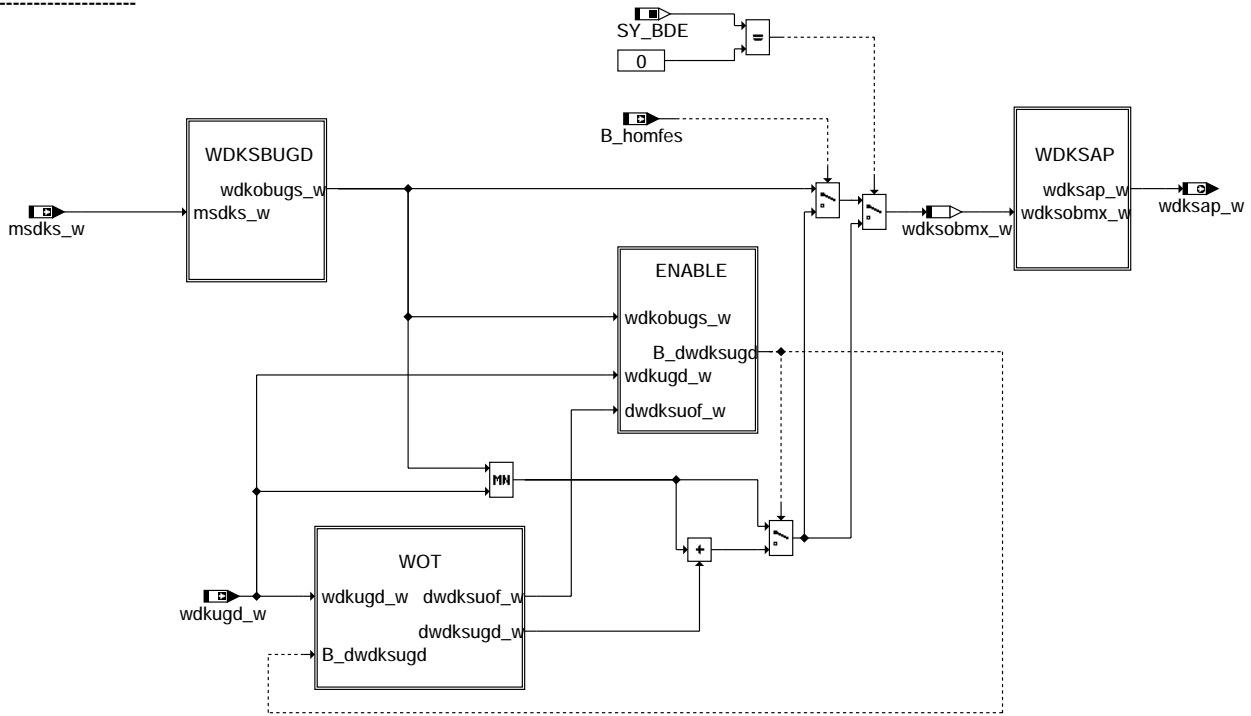 SY_BDE
=
0
B_homfes
WDKSBUGD
wdkobugs_w
msdks_w
msdks_w
WDKSAP
wdksap_w
wdksobmx_w
wdksap_w
wdksobmx_w
ENABLE
wdkobugs_w
B_dwdksugd
wdkugd_w
dwdksuof_w
MN
+
WOT
wdkugd_w
dwdksuof_w
wdkugd_w
dwdksugd_w
B_dwdksugd